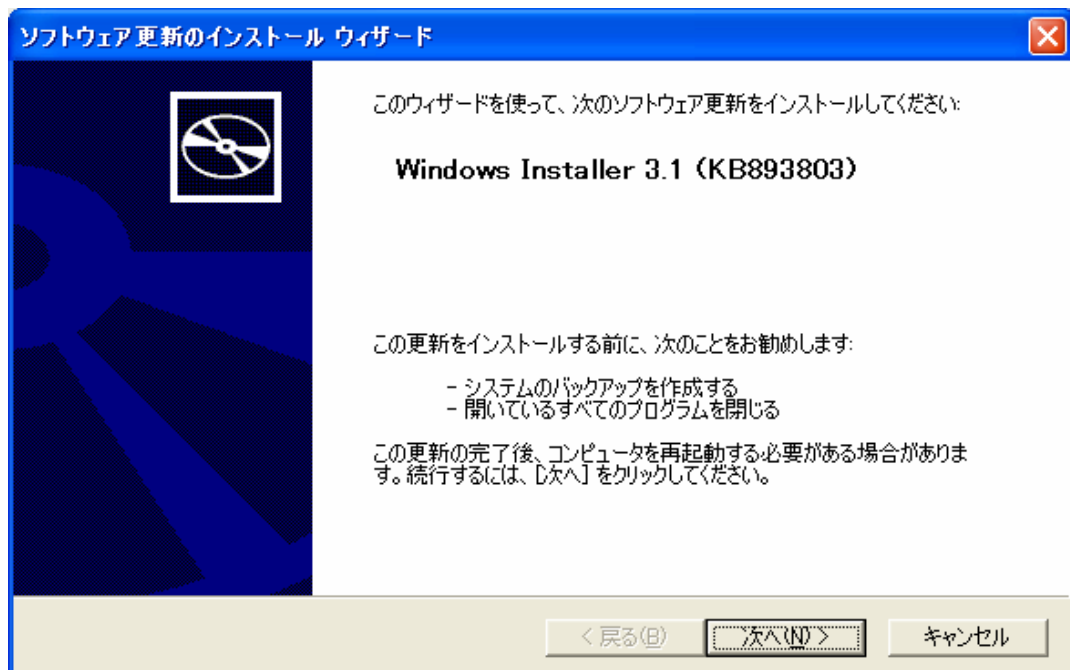 ソフトウェア更新のインストール ウィザード
このウィザードを使って、次のソフトウェア更新をインストールしてください:
Windows Installer 3.1 (KB893803)
この更新をインストールする前に、次のことをお勧めします:
- システムのバックアップを作成する
- 開いているすべてのプログラムを閉じる
この更新の完了後、コンピュータを再起動する必要がある場合がありま
す。続行するには、[次へ] をクリックしてください。
< 戻る(B)
次へ(N) >
キャンセル